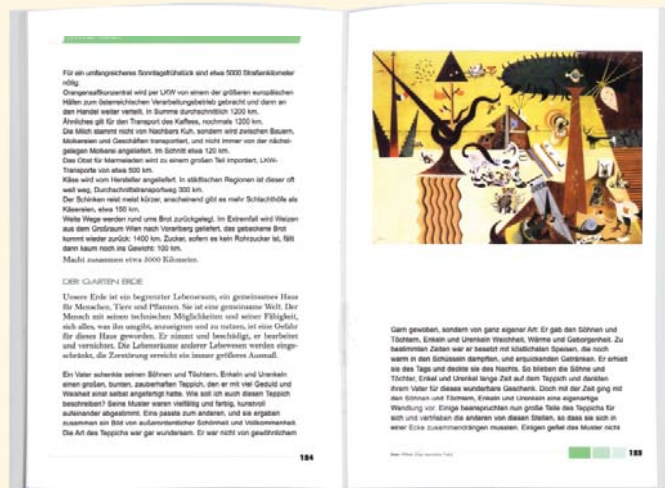 Für ein umfangreicheres Sonntagsfrühstück sind etwa 5000 Straßenkilometer
nötig:
Orangensaftkonzentrat wird per LKW von einem der größeren europäischen
Häfen zum österreichischen Verarbeitungsbetrieb gebracht und dann an
den Handel weiter verteilt. In Summe durchschnittlich 1200 km.
Ähnliches gilt für den Transport des Kaffees, nochmals 1200 km.
Die Milch stammt nicht von Nachbars Kuh, sondern wird zwischen Bauern,
Molkereien und Geschäften transportiert, und nicht immer von der nächst-
gelegenen Molkerei angeliefert. Im Schnitt etwa 120 km.
Das Obst für Marmeladen wird zu einem großen Teil importiert, LKW-
Transporte von etwa 500 km.
Käse wird vom Hersteller angeliefert. In städtischen Regionen ist dieser oft
weit weg, Durchschnittstransportweg 300 km.
Der Schinken reist meist kürzer, anscheinend gibt es mehr Schlachthöfe als
Käsereien, etwa 150 km.
Weite Wege werden rund ums Brot zurückgelegt. Im Extremfall wird Weizen
aus dem Großraum Wien nach Vorarlberg geliefert, das gebackene Brot
kommt wieder zurück: 1400 km. Zucker, sofern es kein Rohrzucker ist, fällt
dann kaum noch ins Gewicht: 100 km.
Macht zusammen etwa 5000 Kilometer.
DER GARTEN ERDE
Unsere Erde ist ein begrenzter Lebensraum, ein gemeinsames Haus
für Menschen, Tiere und Pflanzen. Sie ist eine gemeinsame Welt. Der
Mensch mit seinen technischen Möglichkeiten und seiner Fähigkeit,
sich alles, was ihn umgibt, anzueignen und zu nutzen, ist eine Gefahr
für dieses Haus geworden. Er nimmt und beschädigt, er bearbeitet
und vernichtet. Die Lebensräume anderer Lebewesen werden einge-
schränkt, die Zerstörung erreicht ein immer größeres Ausmaß.
Ein Vater schenkte seinen Söhnen und Töchtern, Enkeln und Urenkeln
einen großen, bunten, zauberhaften Teppich, den er mit viel Geduld und
Weisheit einst selbst angefertigt hatte. Wie soll ich euch diesen Teppich
beschreiben? Seine Muster waren vielfältig und farbig, kunstvoll
aufeinander abgestimmt. Eins passte zum anderen, und sie ergaben
zusammen ein Bild von außerordentlicher Schönheit und Vollkommenheit.
Die Art des Teppichs war gar wundersam. Er war nicht von gewöhnlichem
184
Garn gewoben, sondern von ganz eigener Art: Er gab den Söhnen und
Töchtern, Enkeln und Urenkeln Weichheit, Wärme und Geborgenheit. Zu
bestimmten Zeiten war er besetzt mit köstlichsten Speisen, die noch
warm in den Schüsseln dampften, und erquickenden Getränken. Er erhielt
sie des Tags und deckte sie des Nachts. So blieben die Söhne und
Töchter, Enkel und Urenkel lange Zeit auf dem Teppich und dankten
ihrem Vater für dieses wunderbare Geschenk. Doch mit der Zeit ging mit
den Söhnen und Töchtern, Enkeln und Urenkeln eine eigenartige
Wandlung vor. Einige beanspruchten nun große Teile des Teppichs für
sich und vertrieben die anderen von diesen Stellen, so dass sie sich in
einer Ecke zusammendrängen mussten. Einigen gefiel das Muster nicht